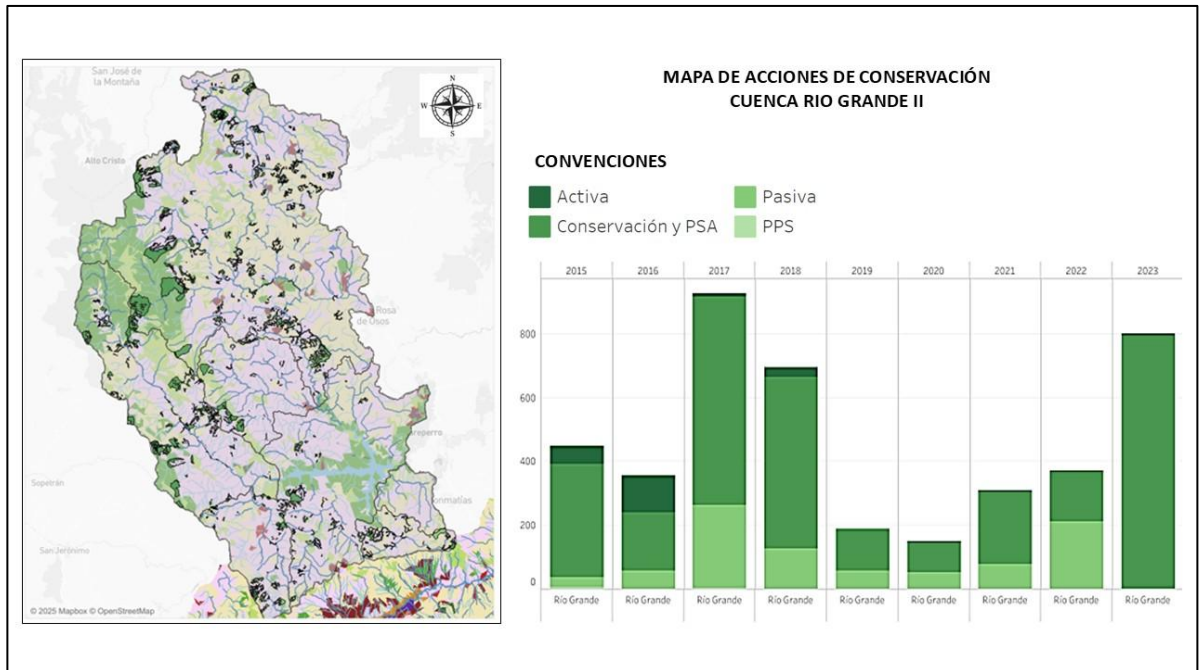 San José de
la Montaña
N
W
E
S
Alto Cristo
Rosa
de Osos
Sopetrán
San Jerónimo
© 2025 Mapbox © OpenStreetMap
MAPA DE ACCIONES DE CONSERVACIÓN
CUENCA RIO GRANDE II
CONVENCIONES
Activa
Pasiva
Conservación y PSA
PPS
2015 2016 2017 2018 2019 2020 2021 2022 2023
800
600
400
200
0
Río Grande Río Grande Río Grande Río Grande Río Grande Río Grande Río Grande Río Grande Río Grande